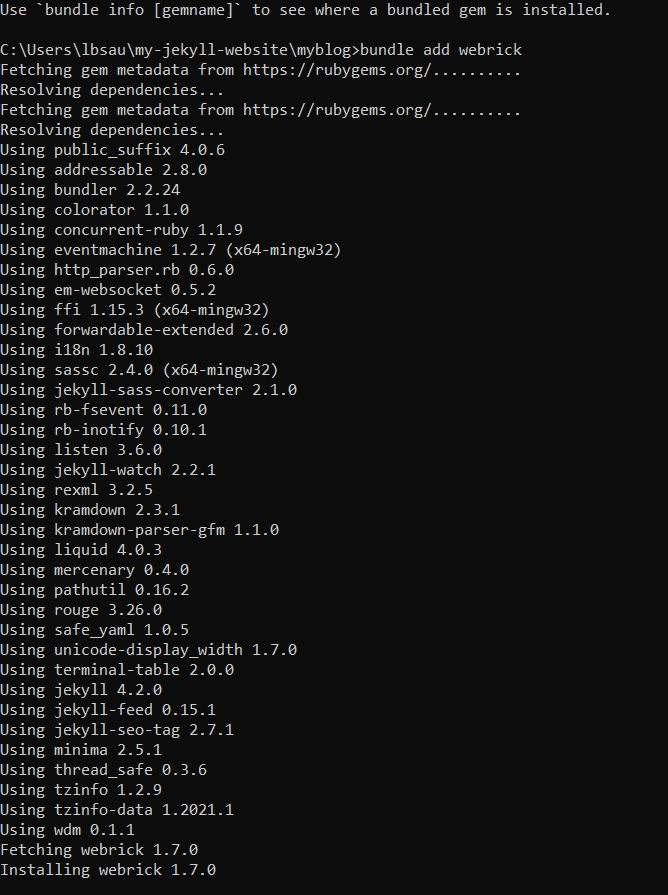 Use `bundle info [gemname]` to see where a bundled gem is installed.
C:\Users\lbsau\my-jekyll-website\myblog>bundle add webrick
Fetching gem metadata from https://rubygems.org/..........
Resolving dependencies...
Fetching gem metadata from https://rubygems.org/..........
Resolving dependencies...
Using public_suffix 4.0.6
Using addressable 2.8.0
Using bundler 2.2.24
Using colorator 1.1.0
Using concurrent-ruby 1.1.9
Using eventmachine 1.2.7 (x64-mingw32)
Using http_parser.rb 0.6.0
Using em-websocket 0.5.2
Using ffi 1.15.3 (x64-mingw32)
Using forwardable-extended 2.6.0
Using i18n 1.8.10
Using sassc 2.4.0 (x64-mingw32)
Using jekyll-sass-converter 2.1.0
Using rb-fsevent 0.11.0
Using rb-inotify 0.10.1
Using listen 3.6.0
Using jekyll-watch 2.2.1
Using rexml 3.2.5
Using kramdown 2.3.1
Using kramdown-parser-gfm 1.1.0
Using liquid 4.0.3
Using mercenary 0.4.0
Using pathutil 0.16.2
Using rouge 3.26.0
Using safe_yaml 1.0.5
Using unicode-display_width 1.7.0
Using terminal-table 2.0.0
Using jekyll 4.2.0
Using jekyll-feed 0.15.1
Using jekyll-seo-tag 2.7.1
Using minima 2.5.1
Using thread_safe 0.3.6
Using tzinfo 1.2.9
Using tzinfo-data 1.2021.1
Using wdm 0.1.1
Fetching webrick 1.7.0
Installing webrick 1.7.0